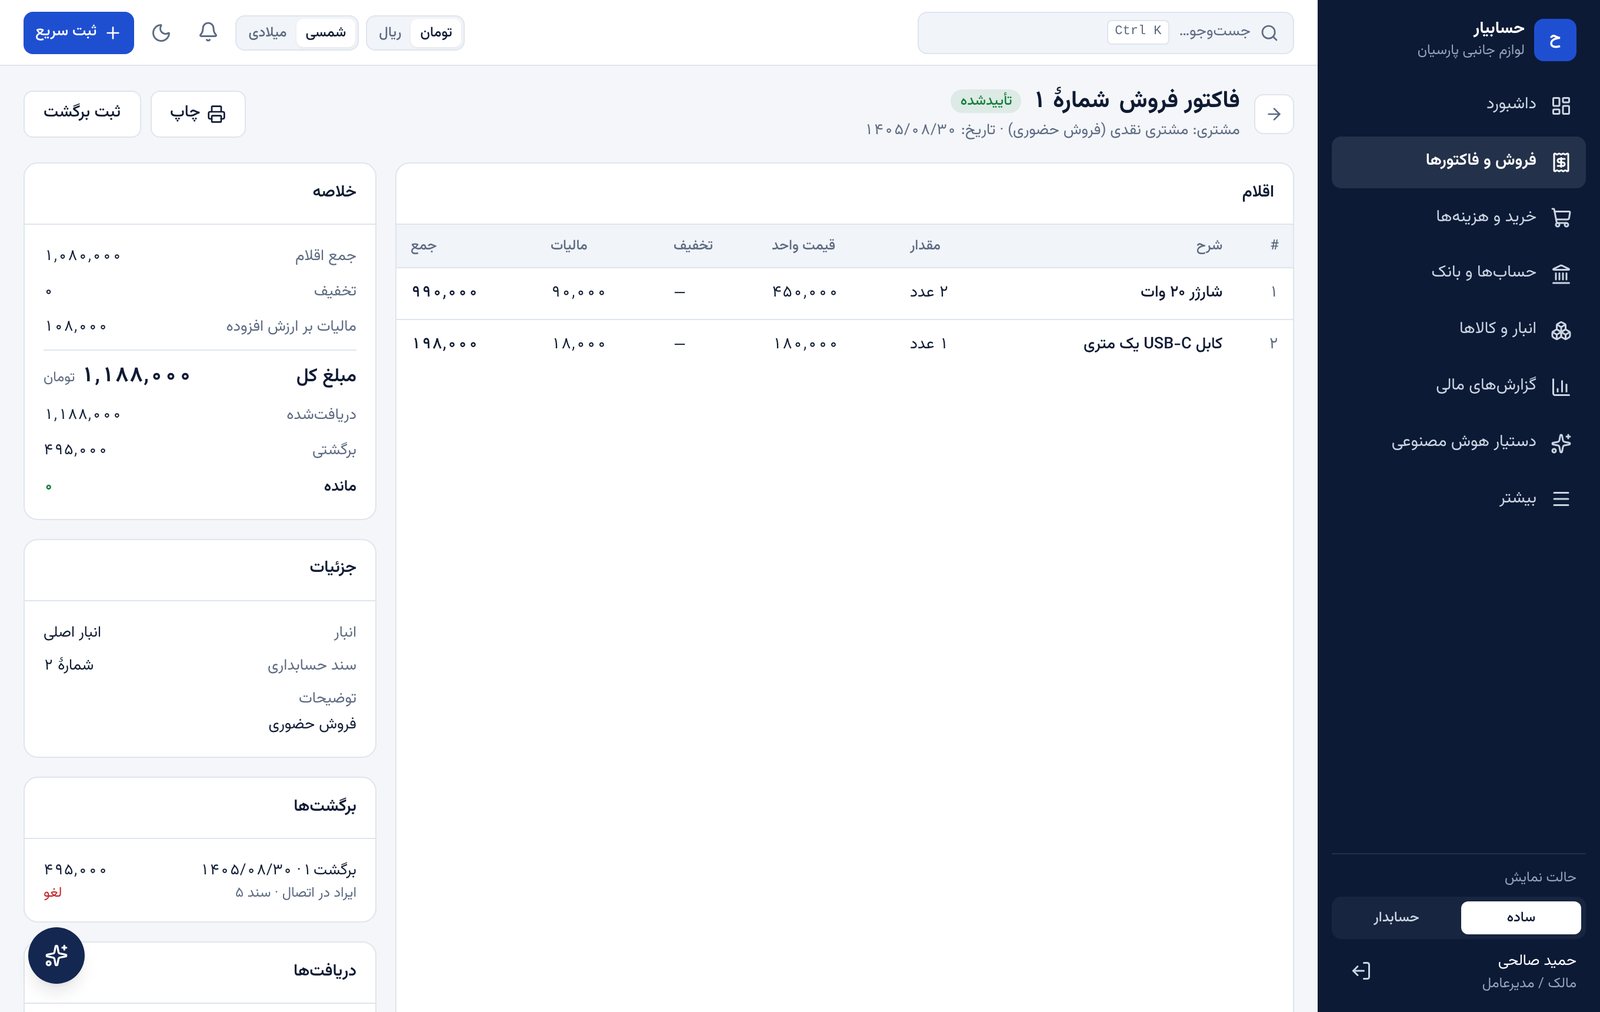 ح
حسابیار
لوازم جانبی پارسیان
داشبورد
فروش و فاکتورها
خرید و هزینه‌ها
حساب‌ها و بانک
انبار و کالاها
گزارش‌های مالی
دستیار هوش مصنوعی
بیشتر
حالت نمایش
ساده
حسابدار
حمید صالحی
مالک / مدیرعامل
جست‌وجو... Ctrl K
تومان ریال
شمسی میلادی
ثبت سریع
فاکتور فروش شمارهٔ ۱ تأییدشده
مشتری: مشتری نقدی (فروش حضوری) · تاریخ: ۱۴۰۵/۰۸/۳۰
چاپ
ثبت برگشت
اقلام
# شرح مقدار قیمت واحد تخفیف مالیات جمع
۱ شارژر ۲۰ وات ۲ عدد ۴۵۰,۰۰۰ — ۹۰,۰۰۰ ۹۹۰,۰۰۰
۲ کابل USB-C یک متری ۱ عدد ۱۸۰,۰۰۰ — ۱۸,۰۰۰ ۱۹۸,۰۰۰
خلاصه
جمع اقلام ۱,۰۸۰,۰۰۰
تخفیف ۰
مالیات بر ارزش افزوده ۱۰۸,۰۰۰
مبلغ کل ۱,۱۸۸,۰۰۰ تومان
دریافت‌شده ۱,۱۸۸,۰۰۰
برگشتی ۴۹۵,۰۰۰
مانده ۰
جزئیات
انبار انبار اصلی
سند حسابداری شمارهٔ ۲
توضیحات
فروش حضوری
برگشت‌ها
برگشت ۱ · ۱۴۰۵/۰۸/۳۰ ۴۹۵,۰۰۰
ایراد در اتصال · سند ۵ لغو
دریافت‌ها